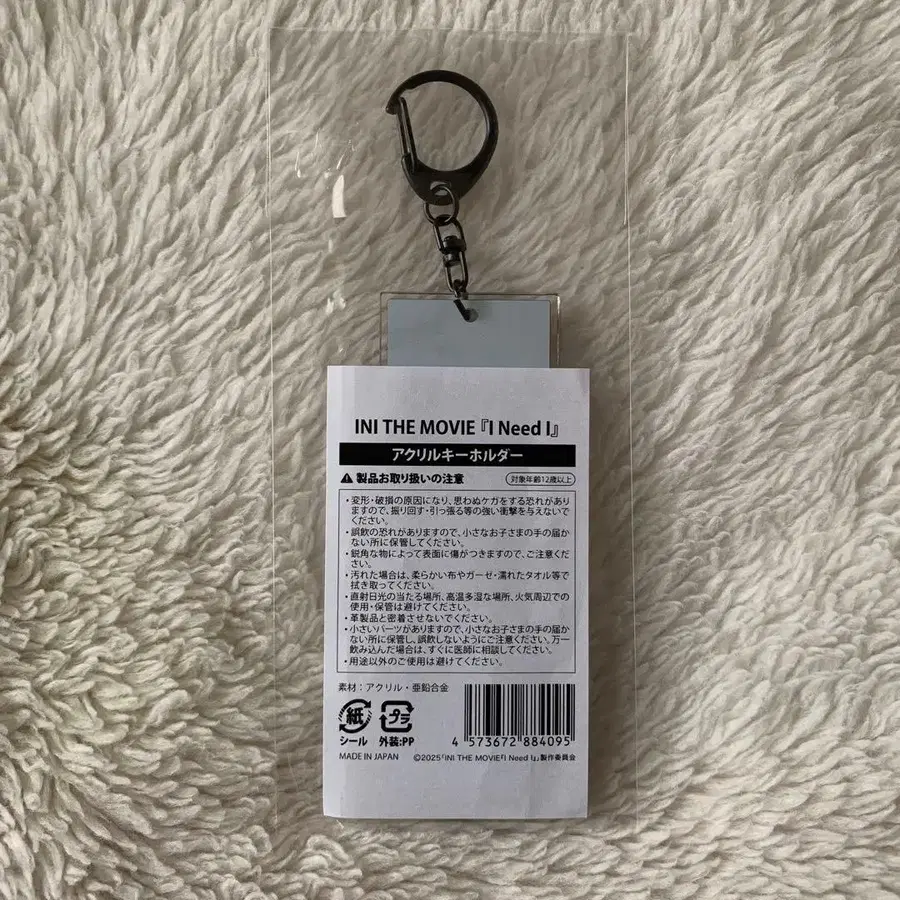 INI THE MOVIE『I Need I』
アクリルキーホルダー
製品お取り扱いの注意
対象年齢12歳以上
・変形・破損の原因になり、思わぬケガをする恐れがあり
ますので、振り回す・引っ張る等の強い衝撃を与えないで
ください。
・誤飲の恐れがありますので、小さなお子さまの手の届か
ない所に保管してください。
・鋭角な物によって表面に傷がつきますので、ご注意くだ
さい。
・汚れた場合は、柔らかい布やガーゼ・濡れたタオル等で
拭き取ってください。
・直射日光の当たる場所、高温多湿な場所、火気周辺での
使用・保管は避けてください。
・革製品と密着させないでください。
・小さいパーツがありますので、小さなお子さまの手の届か
ない所に保管し、誤飲しないようにご注意ください。万一
飲み込んだ場合は、すぐに医師に相談してください。
・用途以外のご使用は避けてください。
素材：アクリル・亜鉛合金
紙
プラ
シール 外装:PP
4 573672 884095
MADE IN JAPAN ©2025「INI THE MOVIE『I Need I』」製作委員会